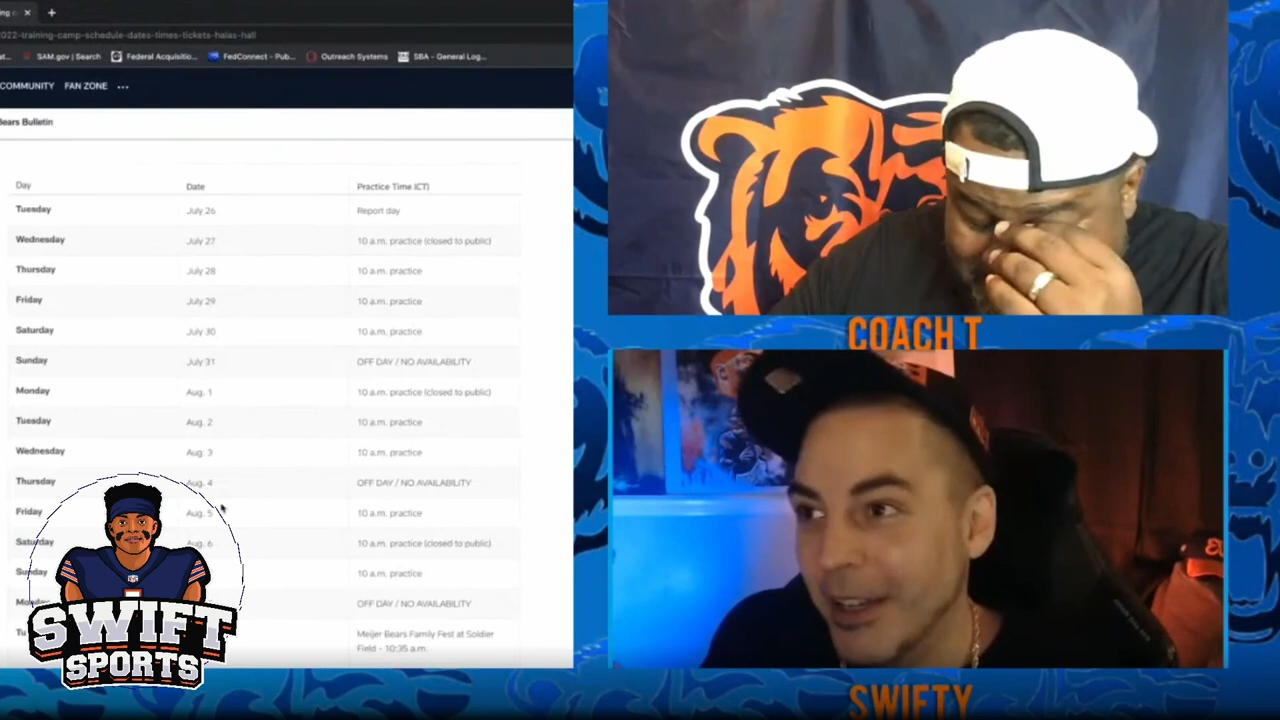 ing c × +
2022-training-camp-schedule-dates-times-tickets-halas-hall
at... SAM.gov | Search Federal Acquisitio... FedConnect - Pub... Outreach Systems SBA - General Log...
COMMUNITY FAN ZONE ...
Bears Bulletin
Day Date Practice Time (CT)
Tuesday July 26 Report day
Wednesday July 27 10 a.m. practice (closed to public)
Thursday July 28 10 a.m. practice
Friday July 29 10 a.m. practice
Saturday July 30 10 a.m. practice
Sunday July 31 OFF DAY / NO AVAILABILITY
Monday Aug. 1 10 a.m. practice (closed to public)
Tuesday Aug. 2 10 a.m. practice
Wednesday Aug. 3 10 a.m. practice
Thursday Aug. 4 OFF DAY / NO AVAILABILITY
Friday Aug. 5 10 a.m. practice
Saturday Aug. 6 10 a.m. practice (closed to public)
Sunday 10 a.m. practice
OFF DAY / NO AVAILABILITY
Tu Meijer Bears Family Fest at Soldier
Field - 10:35 a.m.
SWIFT
SPORTS
COACH T
SWIFTY